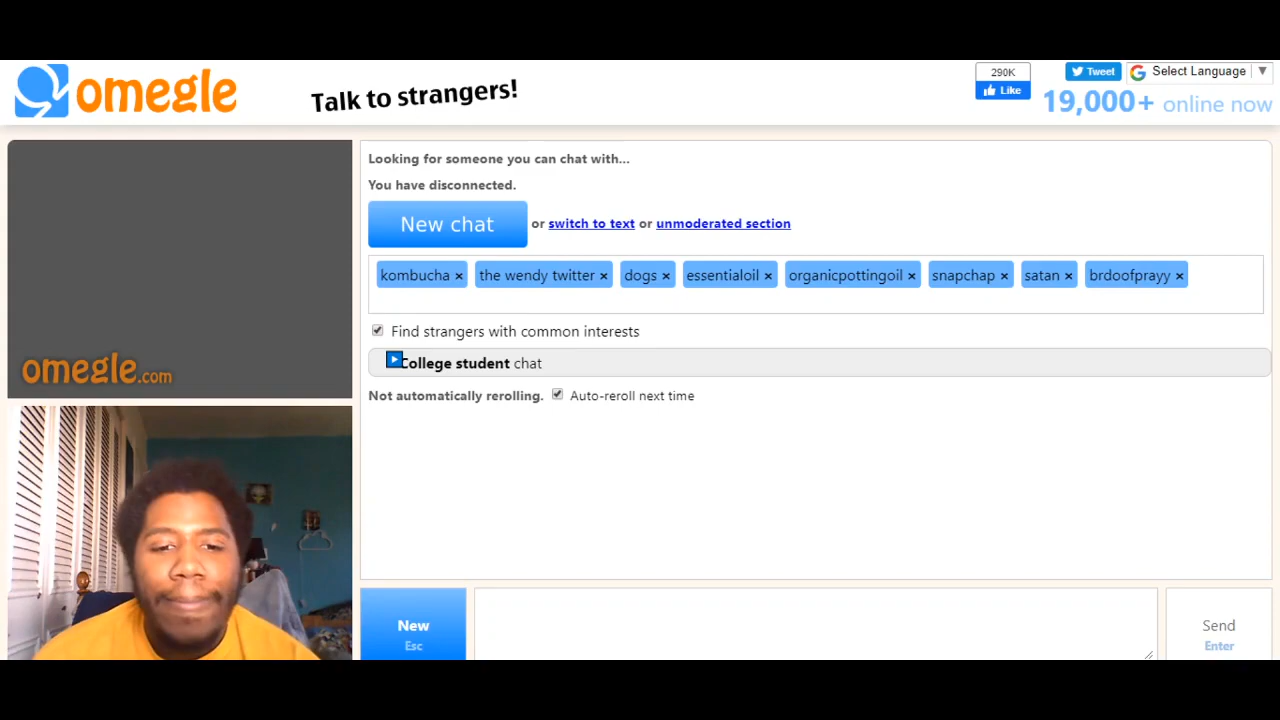 omegle
Talk to strangers!
290K
Like
Tweet
Select Language
19,000+ online now
omegle.com
Looking for someone you can chat with...
You have disconnected.
New chat or switch to text or unmoderated section
kombucha × the wendy twitter × dogs × essentialoil × organicpottingoil × snapchap × satan × brdoofprayy ×
Find strangers with common interests
College student chat
Not automatically rerolling. Auto-reroll next time
New
Esc
Send
Enter